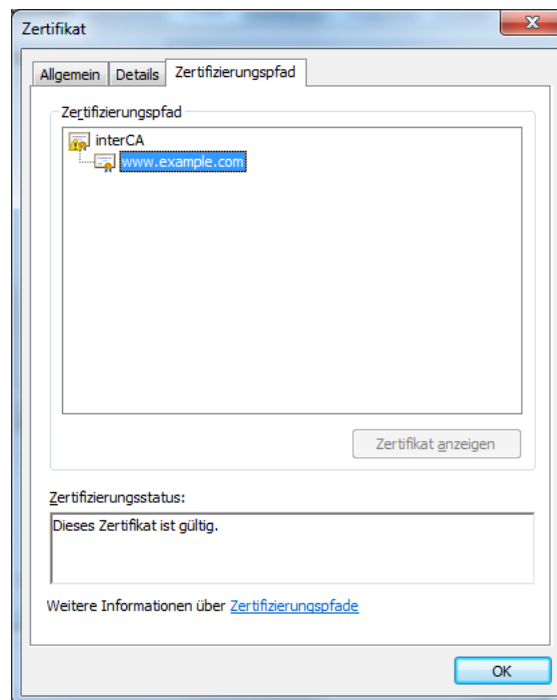 Zertifikat
Allgemein Details Zertifizierungspfad
Zertifizierungspfad
interCA
www.example.com
Zertifikat anzeigen
Zertifizierungsstatus:
Dieses Zertifikat ist gültig.
Weitere Informationen über Zertifizierungspfade
OK